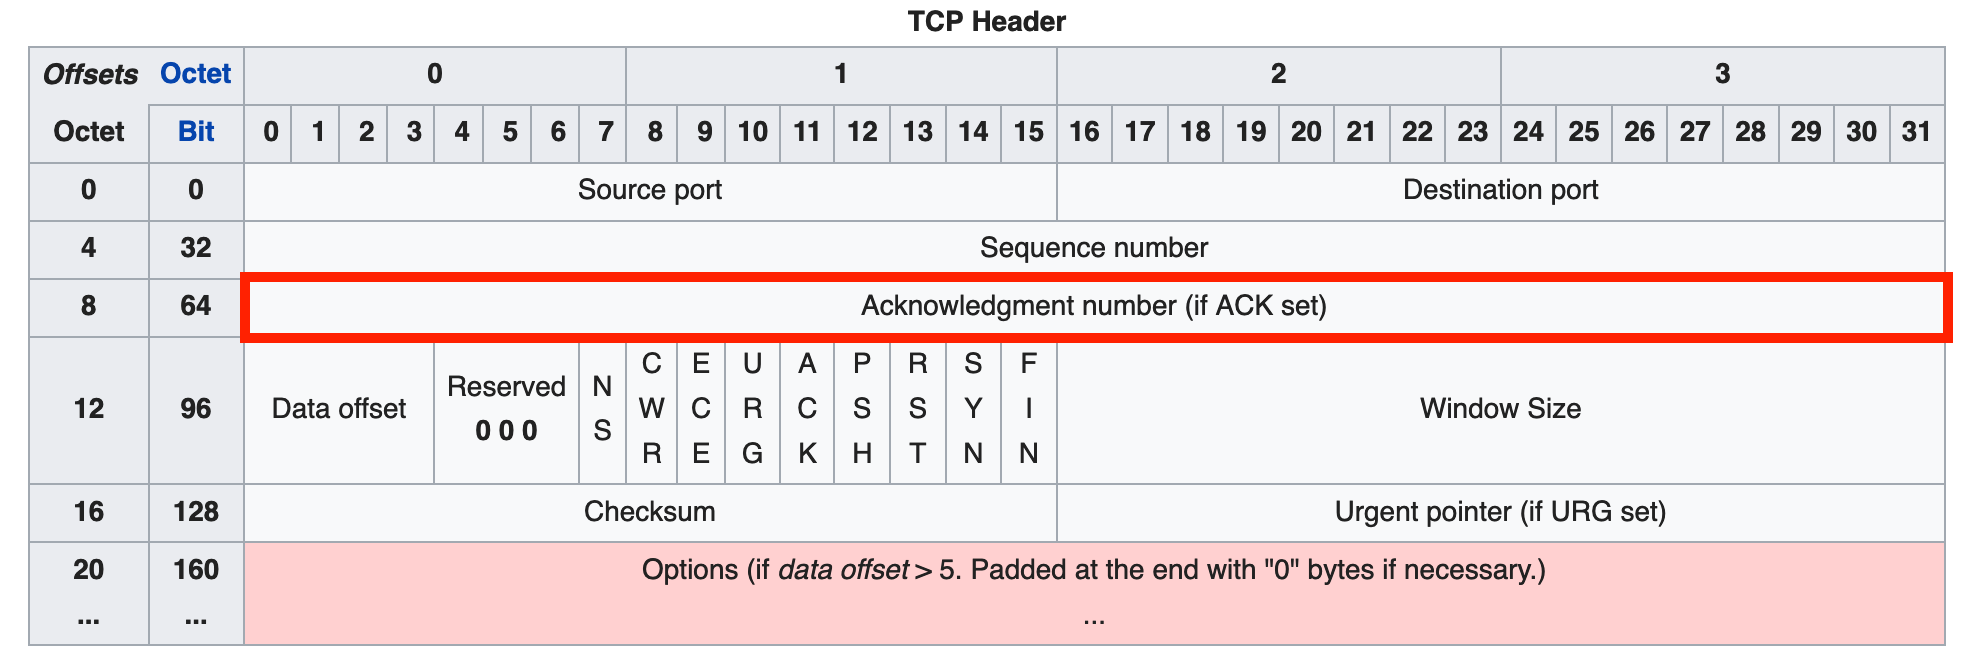 TCP Header
Offsets Octet 0 1 2 3
Octet Bit 0 1 2 3 4 5 6 7 8 9 10 11 12 13 14 15 16 17 18 19 20 21 22 23 24 25 26 27 28 29 30 31
0 0 Source port Destination port
4 32 Sequence number
8 64 Acknowledgment number (if ACK set)
12 96 Data offset Reserved 0 0 0 NS CWR ECE URG ACK PSH RST SYN FIN Window Size
16 128 Checksum Urgent pointer (if URG set)
20 160 Options (if data offset > 5. Padded at the end with "0" bytes if necessary.)
... ... ...